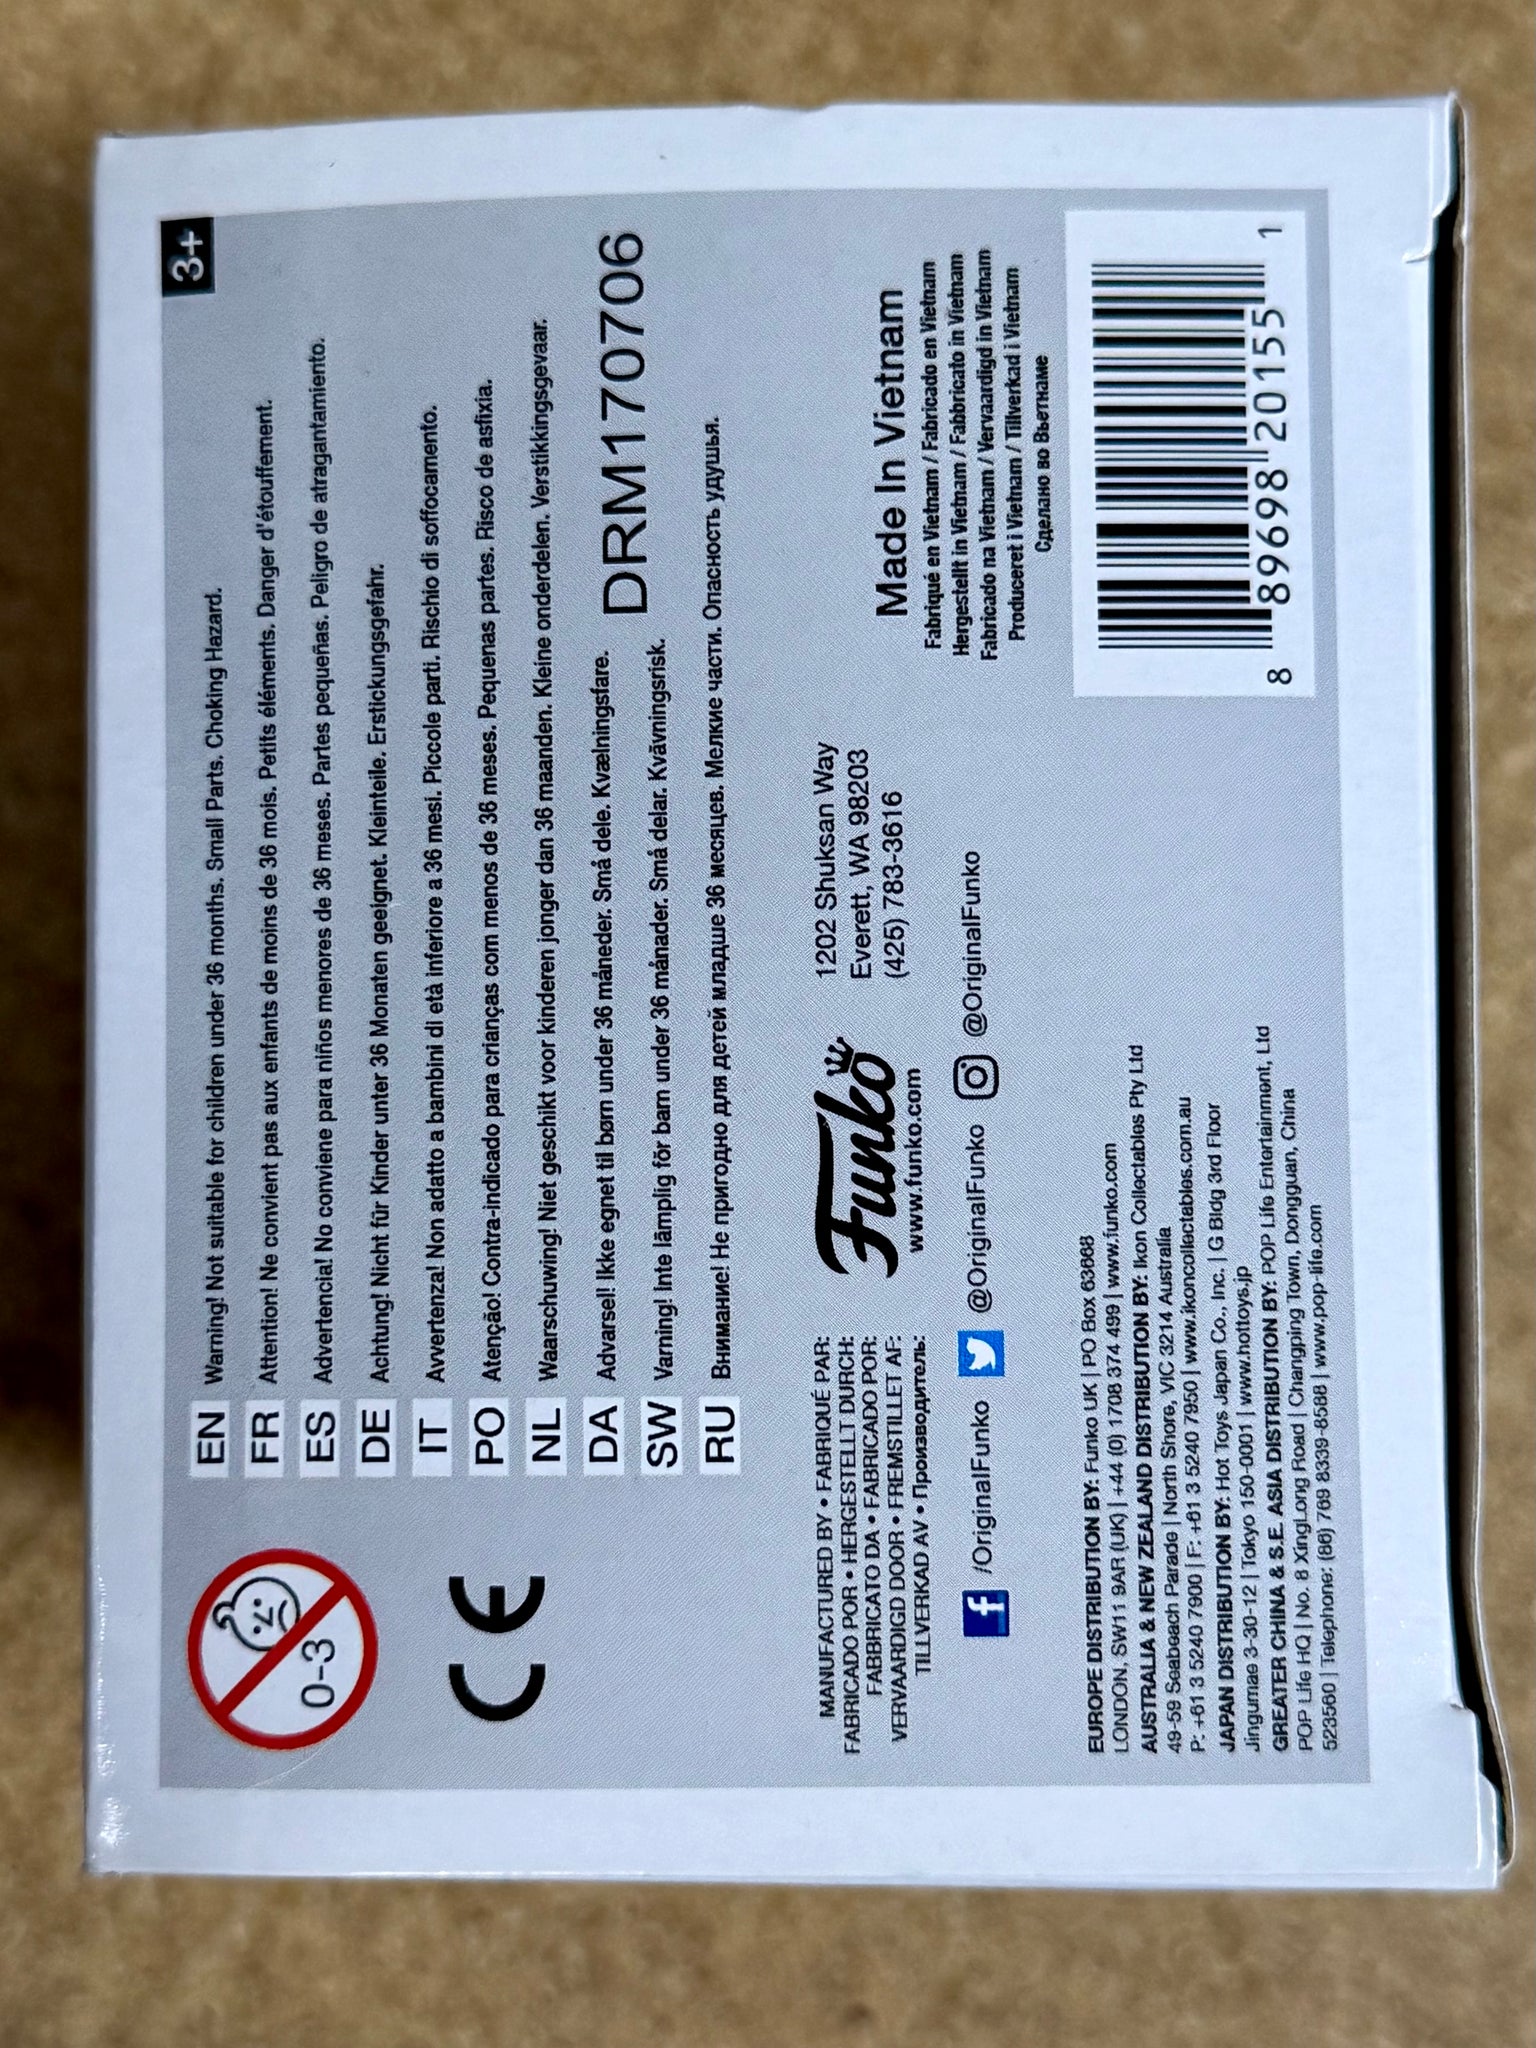 3+
0-3
EN Warning! Not suitable for children under 36 months. Small Parts. Choking Hazard.
FR Attention! Ne convient pas aux enfants de moins de 36 mois. Petits éléments. Danger d'étouffement.
ES Advertencia! No conviene para niños menores de 36 meses. Partes pequeñas. Peligro de atragantamiento.
DE Achtung! Nicht für Kinder unter 36 Monaten geeignet. Kleinteile. Erstickungsgefahr.
IT Avvertenza! Non adatto a bambini di età inferiore a 36 mesi. Piccole parti. Rischio di soffocamento.
PO Atenção! Contra-indicado para crianças com menos de 36 meses. Pequenas partes. Risco de asfixia.
NL Waarschuwing! Niet geschikt voor kinderen jonger dan 36 maanden. Kleine onderdelen. Verstikkingsgevaar.
DA Advarsel! Ikke egnet til børn under 36 måneder. Små dele. Kvælningsfare.
SW Varning! Inte lämplig för barn under 36 månader. Små delar. Kvävningsrisk.
RU Внимание! Не пригодно для детей младше 36 месяцев. Мелкие части. Опасность удушья.
DRM170706
CE
MANUFACTURED BY • FABRIQUÉ PAR:
FABRICADO POR • HERGESTELLT DURCH:
FABBRICATO DA • FABRICADO POR:
VERVAARDIGD DOOR • FREMSTILLET AF:
TILLVERKAD AV • Производитель:
Funko
www.funko.com
1202 Shuksan Way
Everett, WA 98203
(425) 783-3616
f /OriginalFunko @OriginalFunko @OriginalFunko
Made In Vietnam
Fabriqué en Vietnam / Fabricado en Vietnam
Hergestellt in Vietnam / Fabbricato in Vietnam
Fabricado na Vietnam / Vervaardigd in Vietnam
Produceret i Vietnam / Tillverkad i Vietnam
Сделано во Вьетнаме
EUROPE DISTRIBUTION BY: Funko UK | PO Box 63668
LONDON, SW11 9AR (UK) | +44 (0) 1708 374 499 | www.funko.com
AUSTRALIA & NEW ZEALAND DISTRIBUTION BY: Ikon Collectables Pty Ltd
49-59 Seabeach Parade | North Shore, VIC 3214 Australia
P: +61 3 5240 7900 | F: +61 3 5240 7950 | www.ikoncollectables.com.au
JAPAN DISTRIBUTION BY: Hot Toys Japan Co., Inc. | G Bldg 3rd Floor
Jingumae 3-30-12 | Tokyo 150-0001 | www.hottoys.jp
GREATER CHINA & S.E. ASIA DISTRIBUTION BY: POP Life Entertainment, Ltd
POP Life HQ | No. 8 XingLong Road | Changping Town, Dongguan, China
523560 | Telephone: (86) 769 8339-8588 | www.pop-life.com
8 89698 20155 1